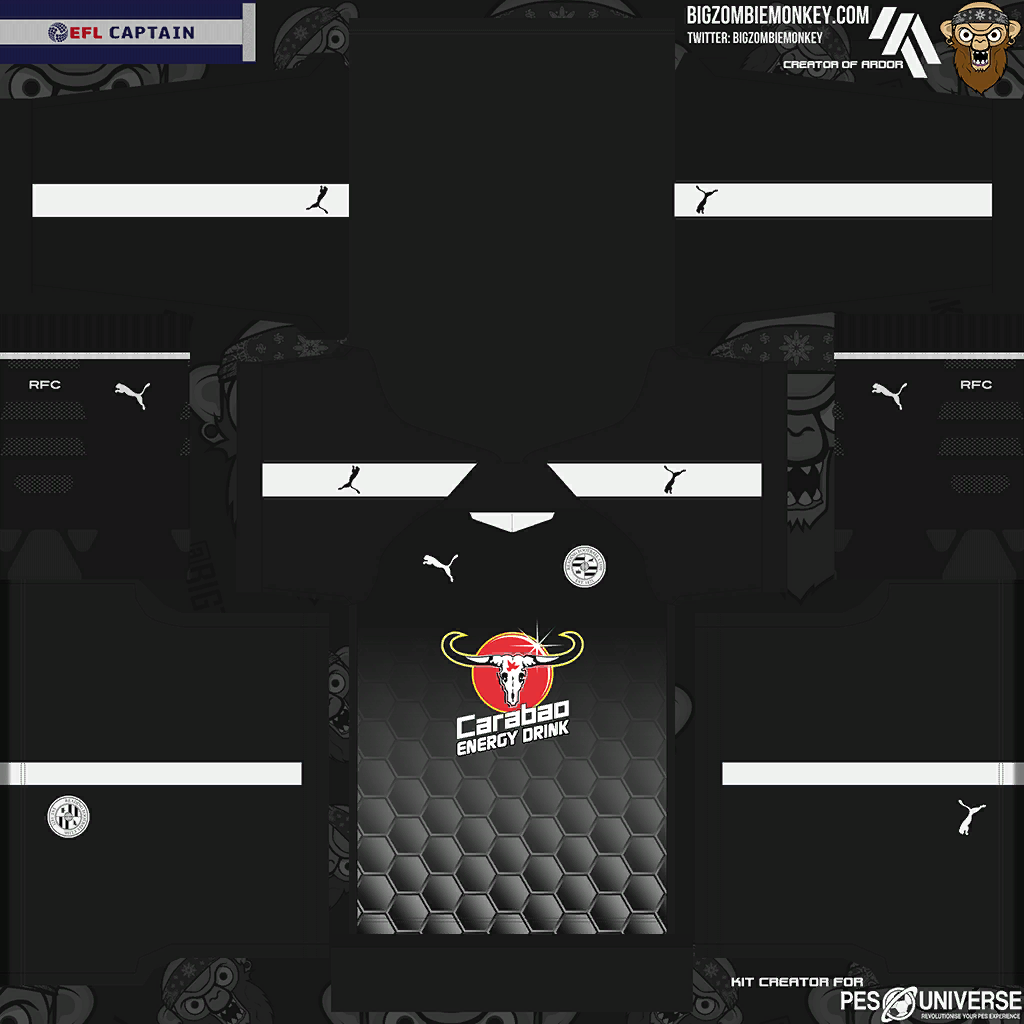 EFL CAPTAIN
BIGZOMBIEMONKEY.COM
TWITTER: BIGZOMBIEMONKEY
CREATOR OF ARDOR
RFC
RFC
Carabao
ENERGY DRINK
KIT CREATOR FOR
PES UNIVERSE
REVOLUTIONISE YOUR PES EXPERIENCE